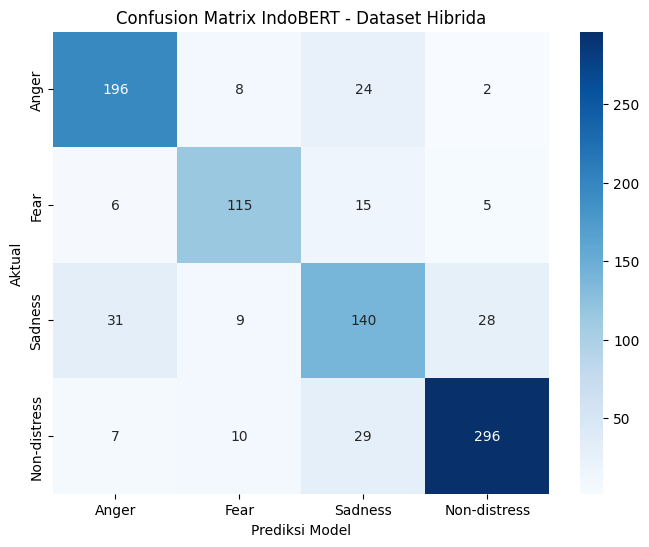 Confusion Matrix IndoBERT - Dataset Hibrida
Aktual
Anger 196 8 24 2
Fear 6 115 15 5
Sadness 31 9 140 28
Non-distress 7 10 29 296
Anger Fear Sadness Non-distress
Prediksi Model
250
200
150
100
50